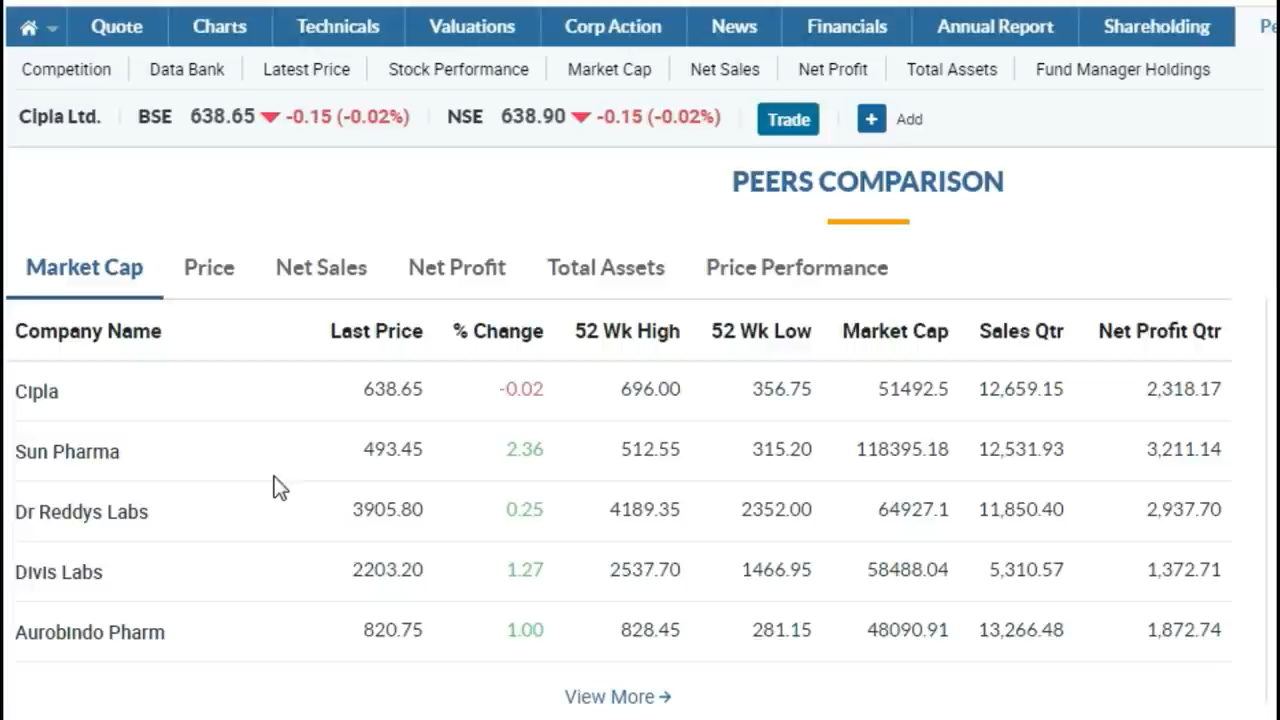 Quote Charts Technicals Valuations Corp Action News Financials Annual Report Shareholding Pe
Competition Data Bank Latest Price Stock Performance Market Cap Net Sales Net Profit Total Assets Fund Manager Holdings
Cipla Ltd. BSE 638.65 -0.15 (-0.02%) NSE 638.90 -0.15 (-0.02%) Trade + Add
PEERS COMPARISON
Market Cap Price Net Sales Net Profit Total Assets Price Performance
Company Name Last Price % Change 52 Wk High 52 Wk Low Market Cap Sales Qtr Net Profit Qtr
Cipla 638.65 -0.02 696.00 356.75 51492.5 12,659.15 2,318.17
Sun Pharma 493.45 2.36 512.55 315.20 118395.18 12,531.93 3,211.14
Dr Reddys Labs 3905.80 0.25 4189.35 2352.00 64927.1 11,850.40 2,937.70
Divis Labs 2203.20 1.27 2537.70 1466.95 58488.04 5,310.57 1,372.71
Aurobindo Pharm 820.75 1.00 828.45 281.15 48090.91 13,266.48 1,872.74
View More →